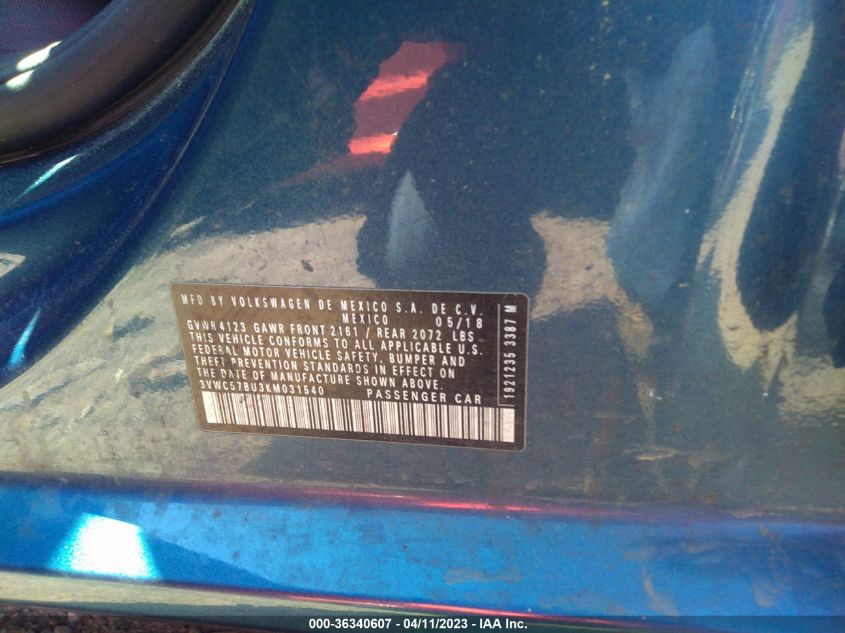 MFD BY VOLKSWAGEN DE MEXICO S.A. DE C.V.
MEXICO 05/18
GVWR 4123 GAWR FRONT 2161 / REAR 2072 LBS
THIS VEHICLE CONFORMS TO ALL APPLICABLE U.S.
FEDERAL MOTOR VEHICLE SAFETY, BUMPER AND
THEFT PREVENTION STANDARDS IN EFFECT ON
THE DATE OF MANUFACTURE SHOWN ABOVE.
3VWC57BU3KM031540 PASSENGER CAR
1921235 3387 M
000-36340607 - 04/11/2023 - IAA Inc.